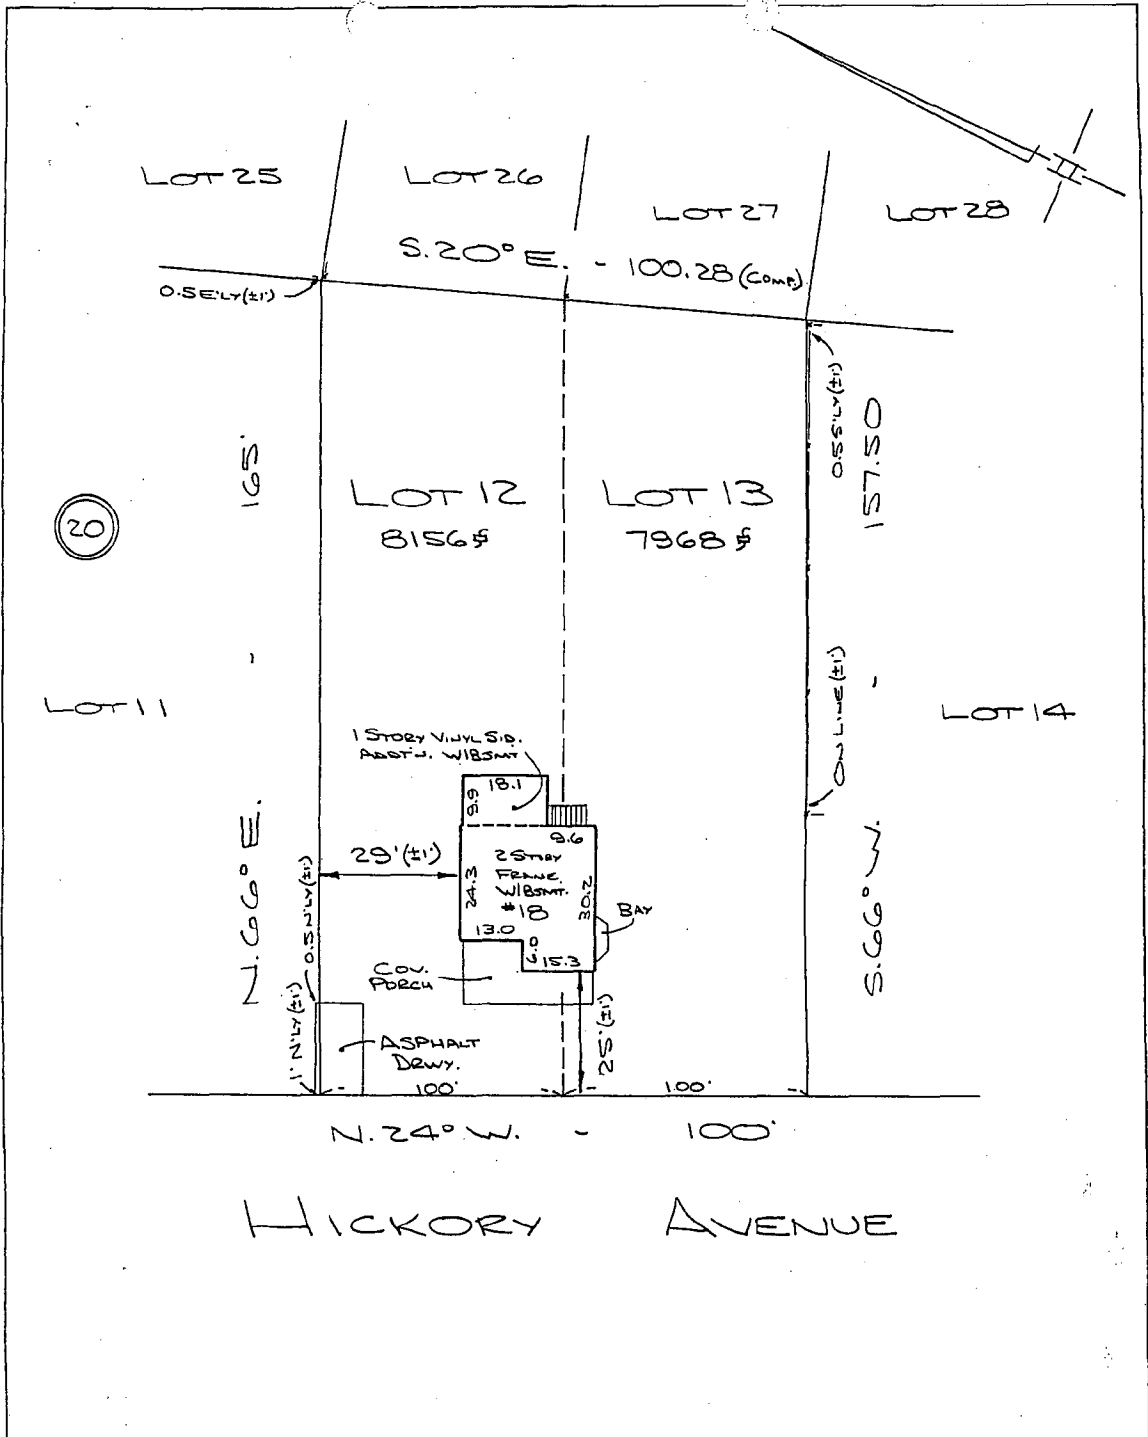 LOT 25
LOT 26
LOT 27
LOT 28
S. 20° E. - 100.28 (COMP.)
0.5 E'LY (±1')
0.5 S'LY (±1')
N. 66° E. - 165'
157.50
20
LOT 12
8156
LOT 13
7968
LOT 11
LOT 14
ON LINE (±1')
S. 66° W. -
1 STORY VINYL SID.
ADDT'N. W/BSMT
18.1
9.9
9.6
29' (±1')
24.3
2 STORY
FRAME
W/BSMT.
#18
30.2
13.0
6.0
15.3
BAY
COV.
PORCH
0.5 N'LY (±1')
1' N'LY (±1')
ASPHALT
DRWY.
25' (±1')
100'
100'
N. 24° W. - 100'
HICKORY AVENUE